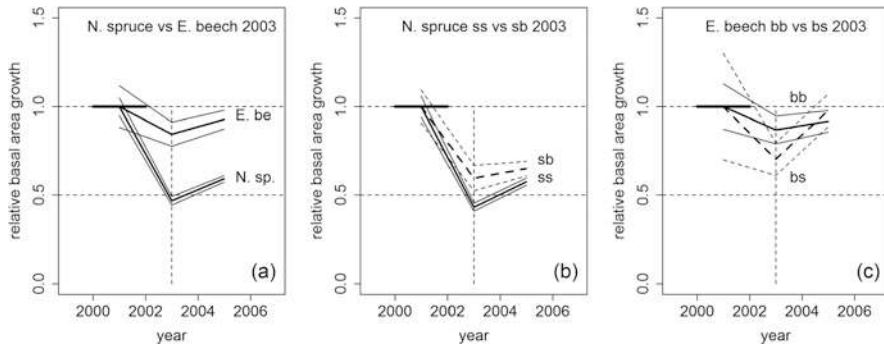 N. spruce vs E. beech 2003
relative basal area growth
1.5
1.0
0.5
0.0
E. be
N. sp.
(a)
2000 2002 2004 2006
year
N. spruce ss vs sb 2003
relative basal area growth
1.5
1.0
0.5
0.0
sb
ss
(b)
2000 2002 2004 2006
year
E. beech bb vs bs 2003
relative basal area growth
1.5
1.0
0.5
0.0
bb
bs
(c)
2000 2002 2004 2006
year